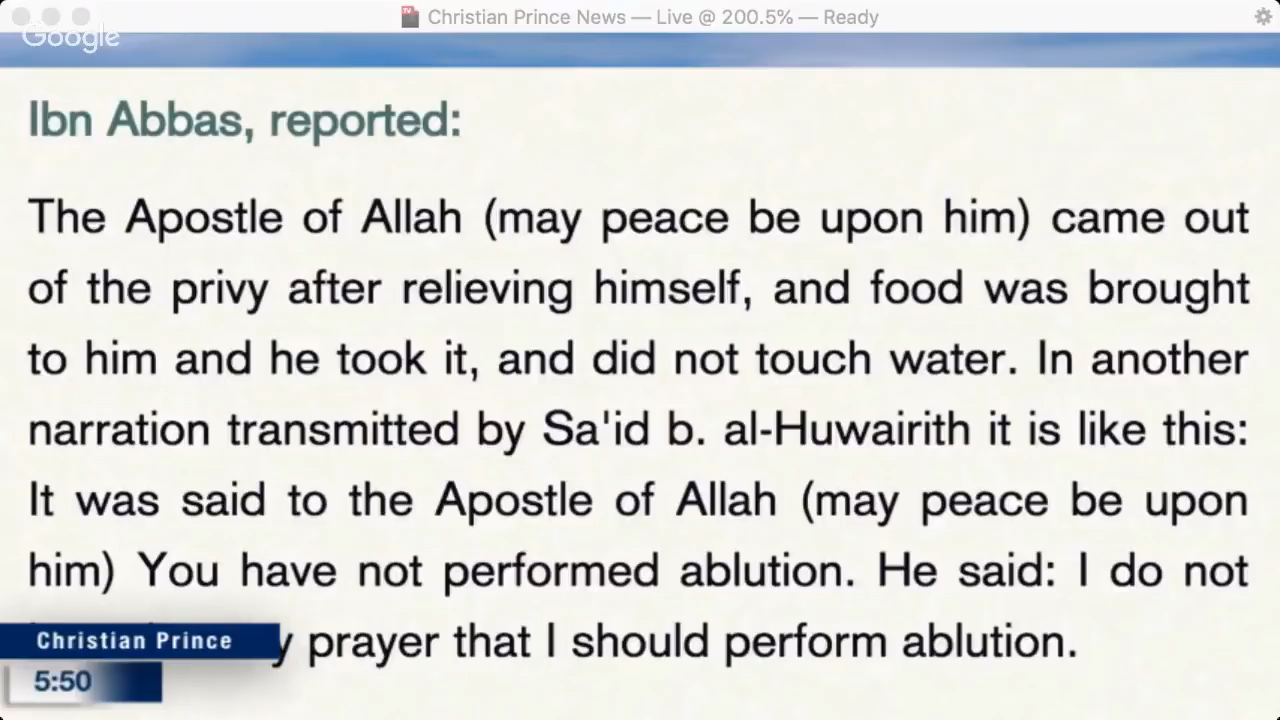 Christian Prince News — Live @ 200.5% — Ready
Google
Ibn Abbas, reported:
The Apostle of Allah (may peace be upon him) came out
of the privy after relieving himself, and food was brought
to him and he took it, and did not touch water. In another
narration transmitted by Sa'id b. al-Huwairith it is like this:
It was said to the Apostle of Allah (may peace be upon
him) You have not performed ablution. He said: I do not
prayer that I should perform ablution.
Christian Prince
5:50